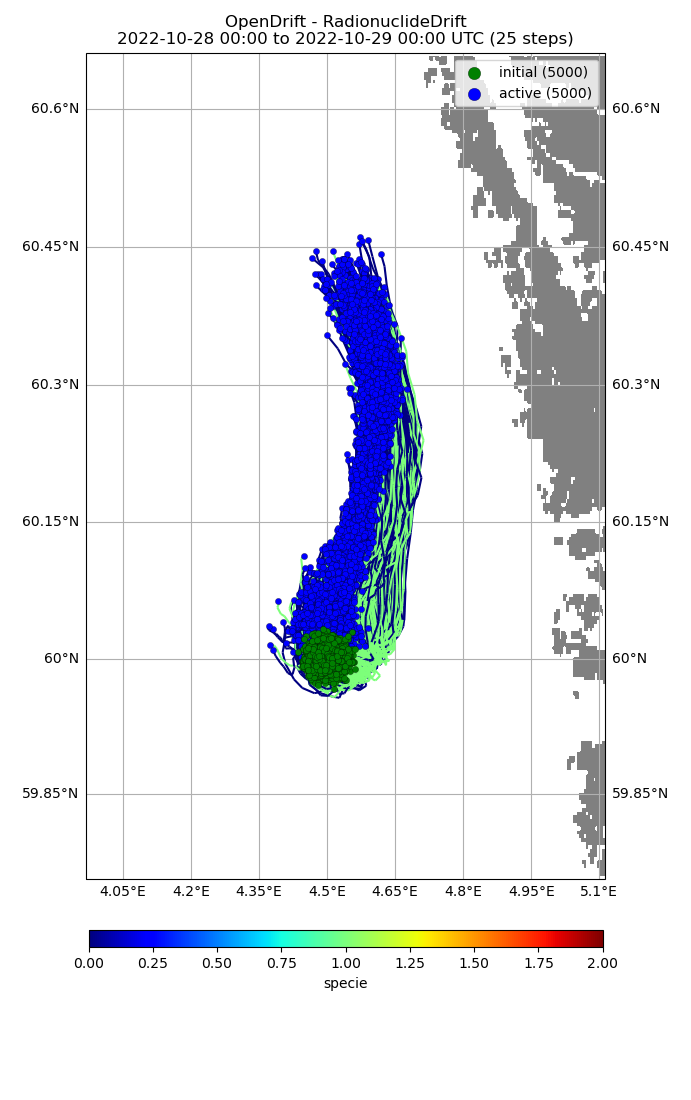 OpenDrift - RadionuclideDrift
2022-10-28 00:00 to 2022-10-29 00:00 UTC (25 steps)
initial (5000)
active (5000)
60.6°N 60.6°N
60.45°N 60.45°N
60.3°N 60.3°N
60.15°N 60.15°N
60°N 60°N
59.85°N 59.85°N
4.05°E 4.2°E 4.35°E 4.5°E 4.65°E 4.8°E 4.95°E 5.1°E
0.00 0.25 0.50 0.75 1.00 1.25 1.50 1.75 2.00
specie